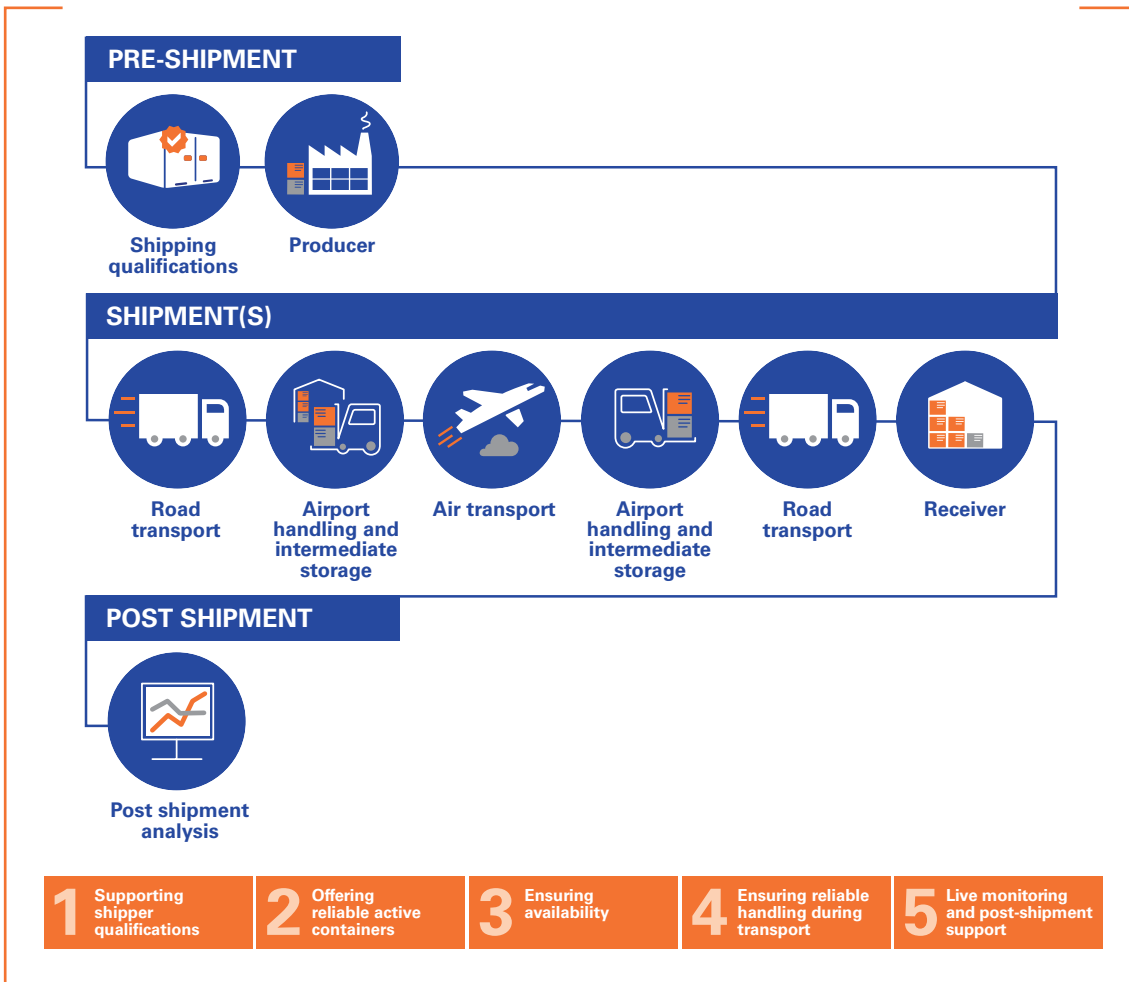 PRE-SHIPMENT
Shipping
qualifications
Producer
SHIPMENT(S)
Road
transport
Airport
handling and
intermediate
storage
Air transport
Airport
handling and
intermediate
storage
Road
transport
Receiver
POST SHIPMENT
Post shipment
analysis
1
Supporting
shipper
qualifications
2
Offering
reliable active
containers
3
Ensuring
availability
4
Ensuring reliable
handling during
transport
5
Live monitoring
and post-shipment
support